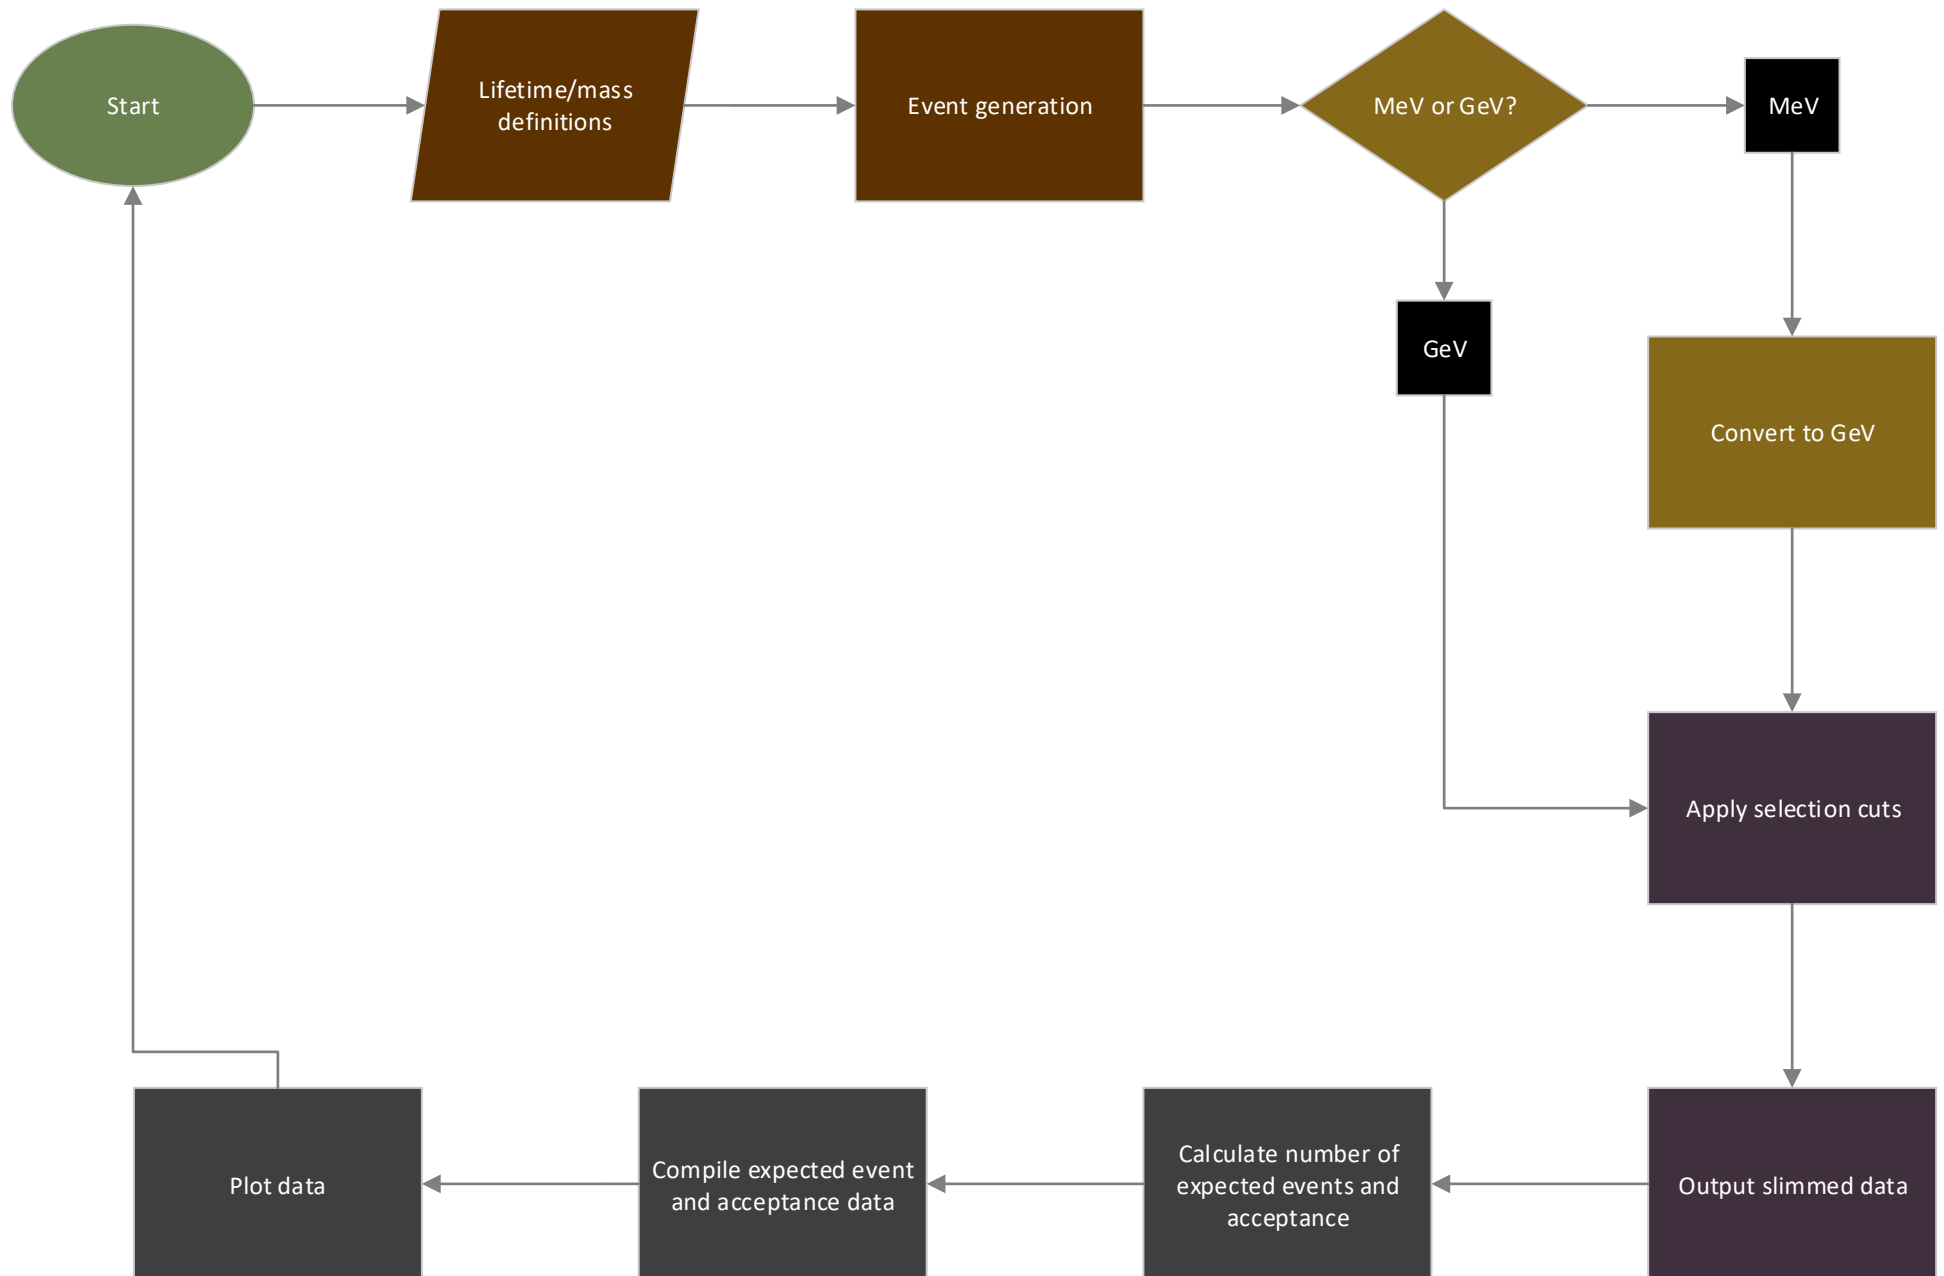 Start
Lifetime/mass
definitions
Event generation
MeV or GeV?
MeV
GeV
Convert to GeV
Apply selection cuts
Output slimmed data
Calculate number of
expected events and
acceptance
Compile expected event
and acceptance data
Plot data